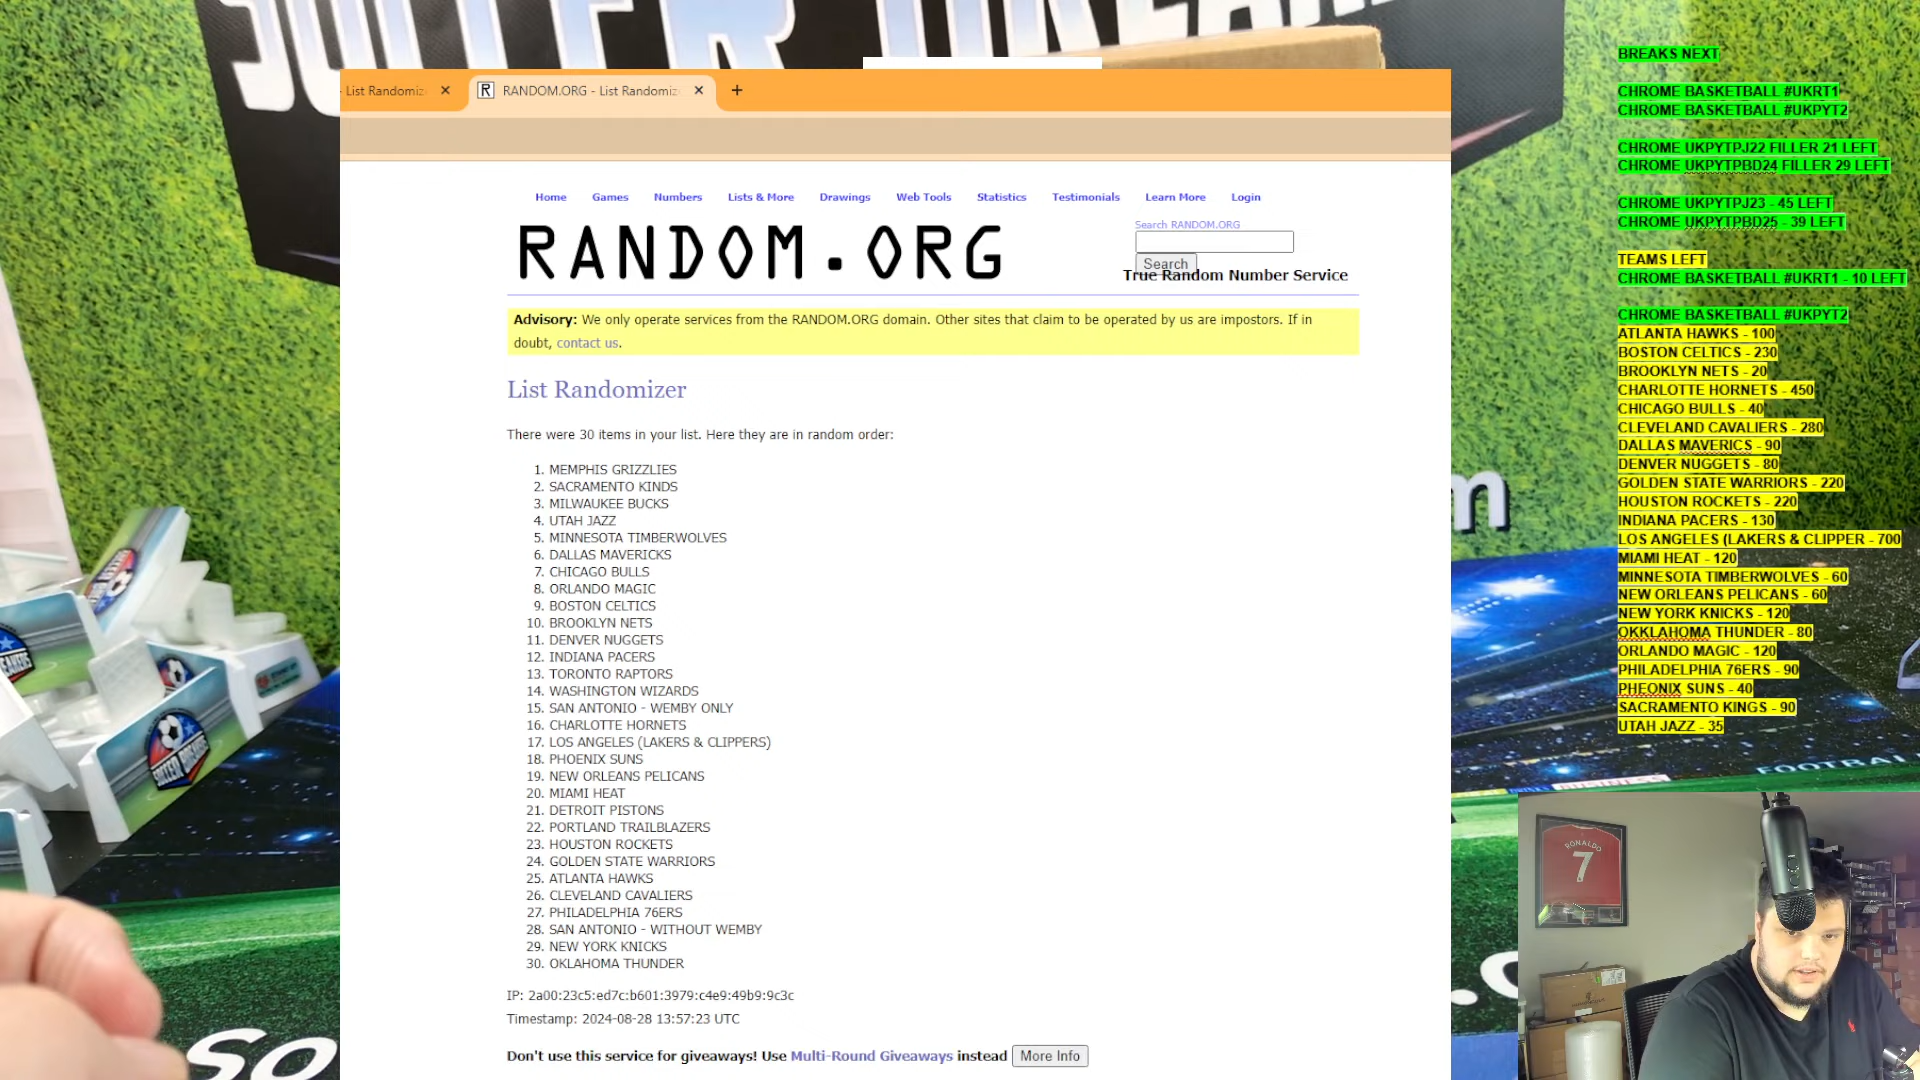 SOCCER BREAKERS
- List Randomiz
RANDOM.ORG - List Randomiz
Home Games Numbers Lists & More Drawings Web Tools Statistics Testimonials Learn More Login
RANDOM.ORG
Search RANDOM.ORG
Search
True Random Number Service
Advisory: We only operate services from the RANDOM.ORG domain. Other sites that claim to be operated by us are impostors. If in
doubt, contact us.
List Randomizer
There were 30 items in your list. Here they are in random order:
1. MEMPHIS GRIZZLIES
2. SACRAMENTO KINDS
3. MILWAUKEE BUCKS
4. UTAH JAZZ
5. MINNESOTA TIMBERWOLVES
6. DALLAS MAVERICKS
7. CHICAGO BULLS
8. ORLANDO MAGIC
9. BOSTON CELTICS
10. BROOKLYN NETS
11. DENVER NUGGETS
12. INDIANA PACERS
13. TORONTO RAPTORS
14. WASHINGTON WIZARDS
15. SAN ANTONIO - WEMBY ONLY
16. CHARLOTTE HORNETS
17. LOS ANGELES (LAKERS & CLIPPERS)
18. PHOENIX SUNS
19. NEW ORLEANS PELICANS
20. MIAMI HEAT
21. DETROIT PISTONS
22. PORTLAND TRAILBLAZERS
23. HOUSTON ROCKETS
24. GOLDEN STATE WARRIORS
25. ATLANTA HAWKS
26. CLEVELAND CAVALIERS
27. PHILADELPHIA 76ERS
28. SAN ANTONIO - WITHOUT WEMBY
29. NEW YORK KNICKS
30. OKLAHOMA THUNDER
IP: 2a00:23c5:ed7c:b601:3979:c4e9:49b9:9c3c
Timestamp: 2024-08-28 13:57:23 UTC
Don't use this service for giveaways! Use Multi-Round Giveaways instead More Info
BREAKS NEXT
CHROME BASKETBALL #UKRT1
CHROME BASKETBALL #UKPYT2
CHROME UKPYTPJ22 FILLER 21 LEFT
CHROME UKPYTPBD24 FILLER 29 LEFT
CHROME UKPYTPJ23 - 45 LEFT
CHROME UKPYTPBD25 - 39 LEFT
TEAMS LEFT
CHROME BASKETBALL #UKRT1 - 10 LEFT
CHROME BASKETBALL #UKPYT2
ATLANTA HAWKS - 100
BOSTON CELTICS - 230
BROOKLYN NETS - 20
CHARLOTTE HORNETS - 450
CHICAGO BULLS - 40
CLEVELAND CAVALIERS - 280
DALLAS MAVERICS - 90
DENVER NUGGETS - 80
GOLDEN STATE WARRIORS - 220
HOUSTON ROCKETS - 220
INDIANA PACERS - 130
LOS ANGELES (LAKERS & CLIPPER - 700
MIAMI HEAT - 120
MINNESOTA TIMBERWOLVES - 60
NEW ORLEANS PELICANS - 60
NEW YORK KNICKS - 120
OKKLAHOMA THUNDER - 80
ORLANDO MAGIC - 120
PHILADELPHIA 76ERS - 90
PHEONIX SUNS - 40
SACRAMENTO KINGS - 90
UTAH JAZZ - 35
FOOTBAL
RONALDO
7
SOCCER BREAKERS
So